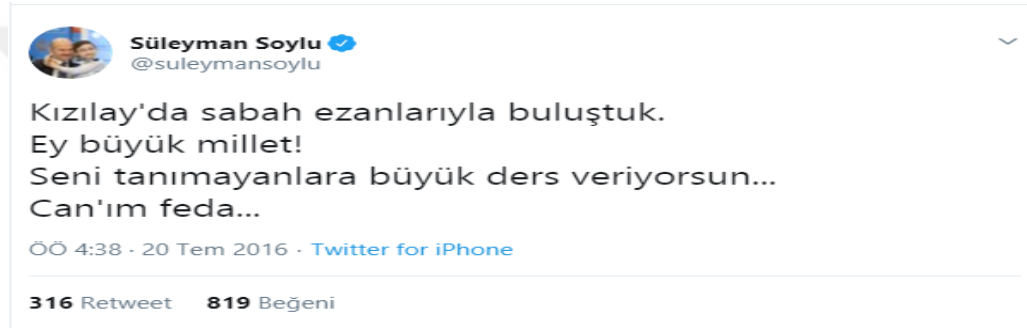 Süleyman Soylu
@suleymansoylu
Kızılay'da sabah ezanlarıyla buluştuk.
Ey büyük millet!
Seni tanımayanlara büyük ders veriyorsun...
Can'ım feda...
ÖÖ 4:38 · 20 Tem 2016 · Twitter for iPhone
316 Retweet 819 Beğeni